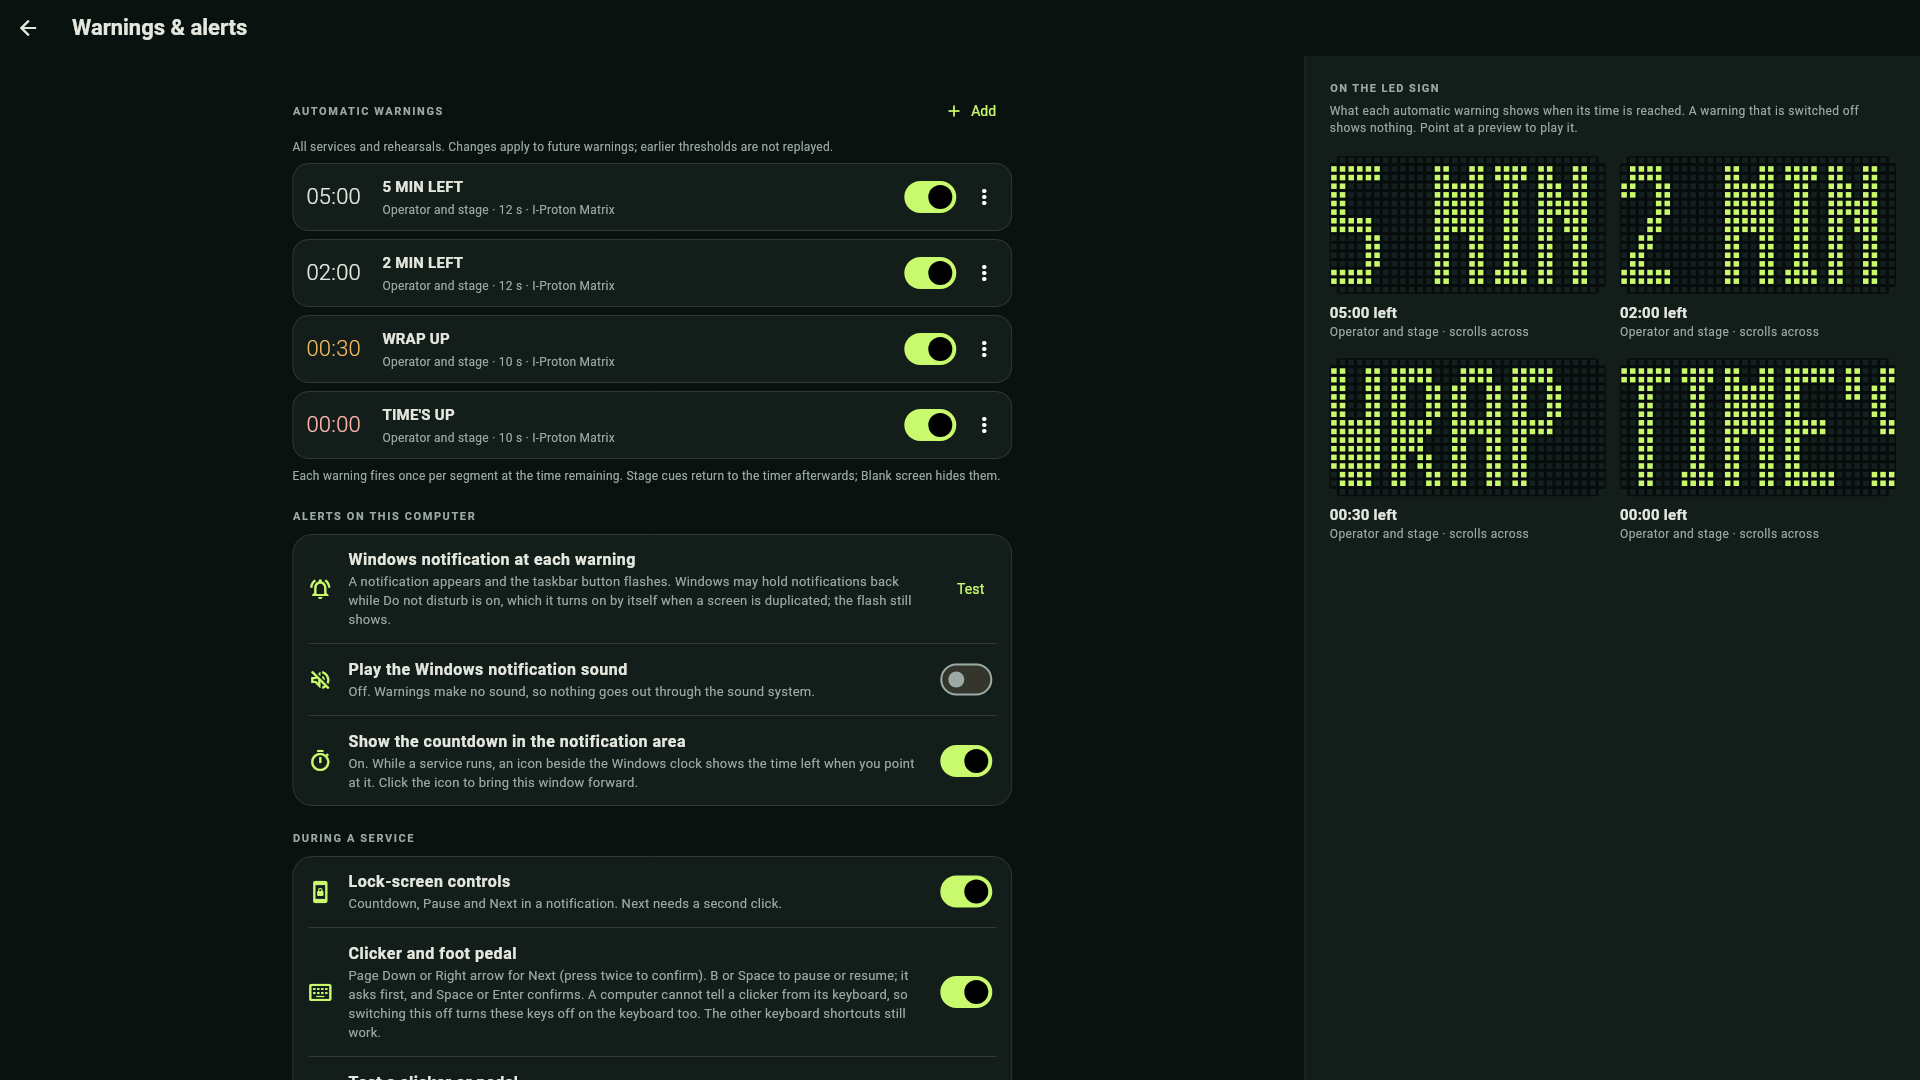 Warnings & alerts
AUTOMATIC WARNINGS
Add
All services and rehearsals. Changes apply to future warnings; earlier thresholds are not replayed.
05:00
5 MIN LEFT
Operator and stage · 12 s · I-Proton Matrix
02:00
2 MIN LEFT
Operator and stage · 12 s · I-Proton Matrix
00:30
WRAP UP
Operator and stage · 10 s · I-Proton Matrix
00:00
TIME'S UP
Operator and stage · 10 s · I-Proton Matrix
Each warning fires once per segment at the time remaining. Stage cues return to the timer afterwards; Blank screen hides them.
ALERTS ON THIS COMPUTER
Windows notification at each warning
A notification appears and the taskbar button flashes. Windows may hold notifications back
while Do not disturb is on, which it turns on by itself when a screen is duplicated; the flash still
shows.
Test
Play the Windows notification sound
Off. Warnings make no sound, so nothing goes out through the sound system.
Show the countdown in the notification area
On. While a service runs, an icon beside the Windows clock shows the time left when you point
at it. Click the icon to bring this window forward.
DURING A SERVICE
Lock-screen controls
Countdown, Pause and Next in a notification. Next needs a second click.
Clicker and foot pedal
Page Down or Right arrow for Next (press twice to confirm). B or Space to pause or resume; it
asks first, and Space or Enter confirms. A computer cannot tell a clicker from its keyboard, so
switching this off turns these keys off on the keyboard too. The other keyboard shortcuts still
work.
ON THE LED SIGN
What each automatic warning shows when its time is reached. A warning that is switched off
shows nothing. Point at a preview to play it.
5 MIN
05:00 left
Operator and stage · scrolls across
2 MIN
02:00 left
Operator and stage · scrolls across
WRAP
00:30 left
Operator and stage · scrolls across
TIME'S
00:00 left
Operator and stage · scrolls across